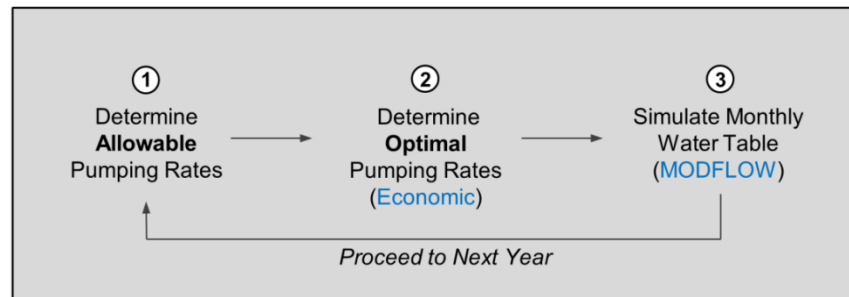 1
Determine
Allowable
Pumping Rates
2
Determine
Optimal
Pumping Rates
(Economic)
3
Simulate Monthly
Water Table
(MODFLOW)
Proceed to Next Year